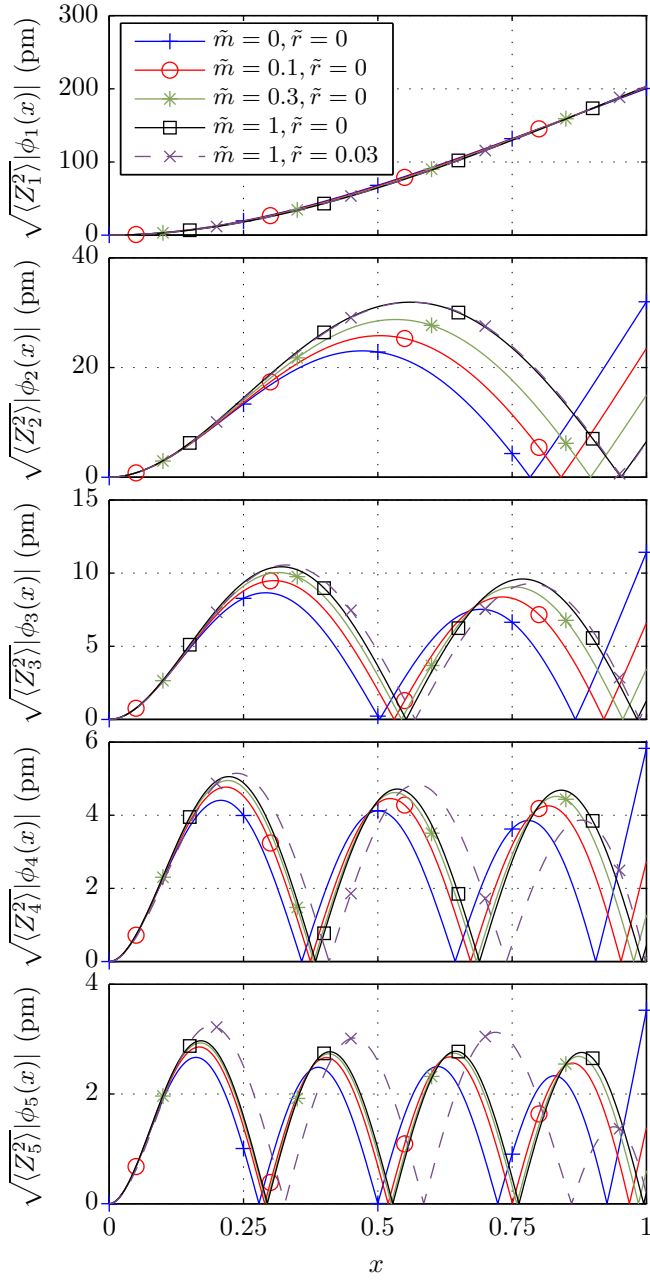 300
200
100
0
√⟨Z₁²⟩|ϕ₁(x)| (pm)
m̃ = 0, r̃ = 0
m̃ = 0.1, r̃ = 0
m̃ = 0.3, r̃ = 0
m̃ = 1, r̃ = 0
m̃ = 1, r̃ = 0.03
40
20
0
√⟨Z₂²⟩|ϕ₂(x)| (pm)
15
10
5
0
√⟨Z₃²⟩|ϕ₃(x)| (pm)
6
4
2
0
√⟨Z₄²⟩|ϕ₄(x)| (pm)
4
2
0
√⟨Z₅²⟩|ϕ₅(x)| (pm)
0 0.25 0.5 0.75 1
x